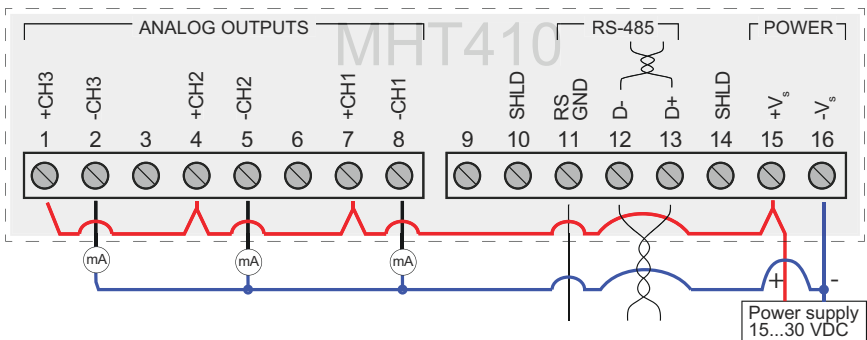 MHT410
ANALOG OUTPUTS
RS-485
POWER
+CH3
-CH3
+CH2
-CH2
+CH1
-CH1
SHLD
RS
GND
D-
D+
SHLD
+Vs
-Vs
1 2 3 4 5 6 7 8 9 10 11 12 13 14 15 16
mA mA mA
+ -
Power supply
15...30 VDC